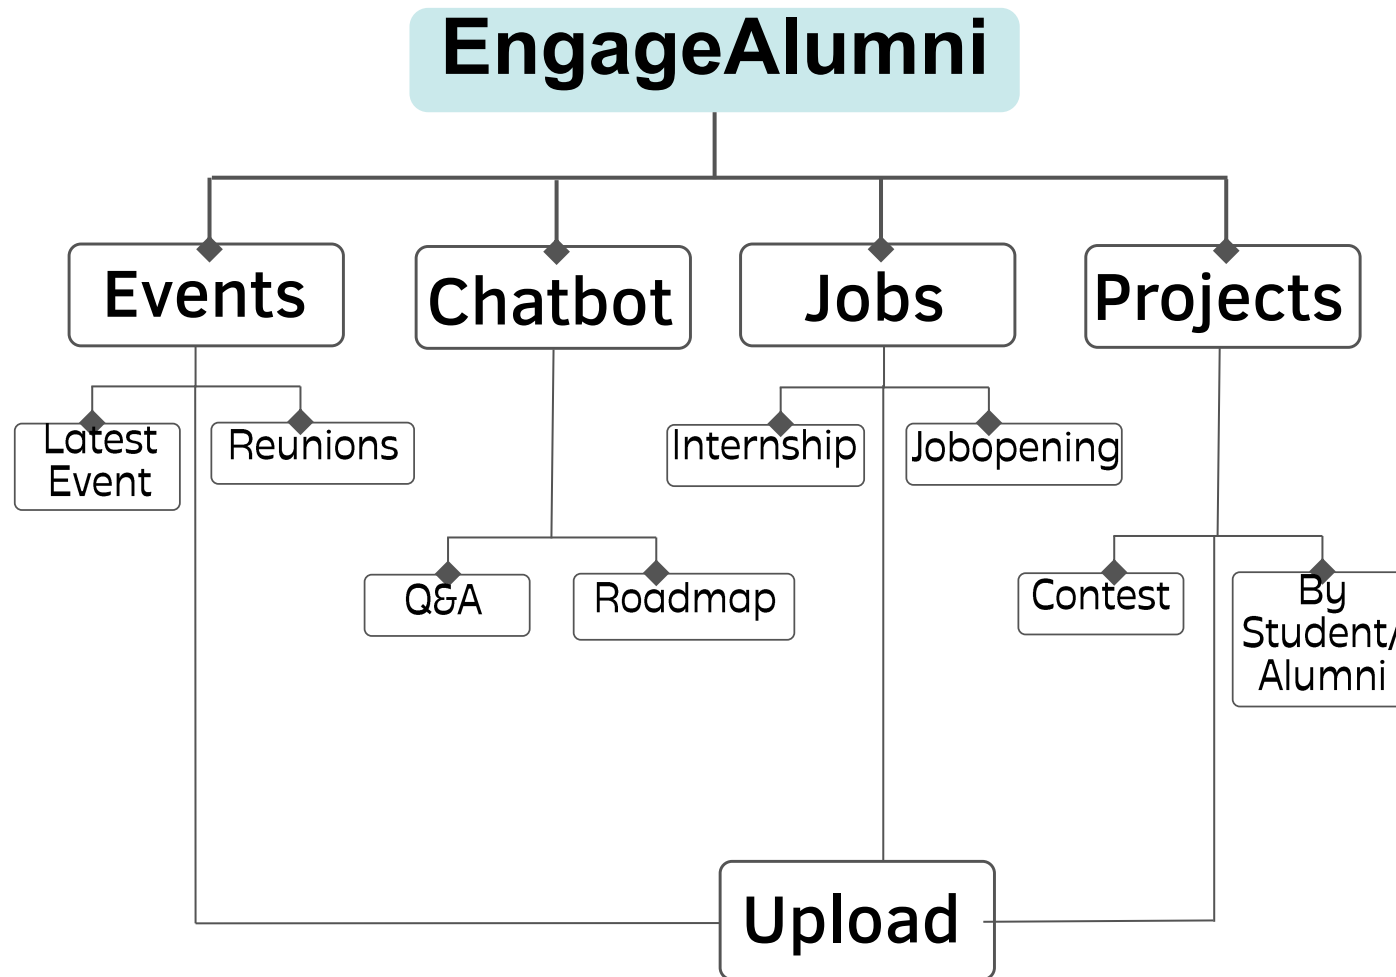 EngageAlumni
Events
Chatbot
Jobs
Projects
Latest
Event
Reunions
Internship
Jobopening
Q&A
Roadmap
Contest
By
Student/
Alumni
Upload